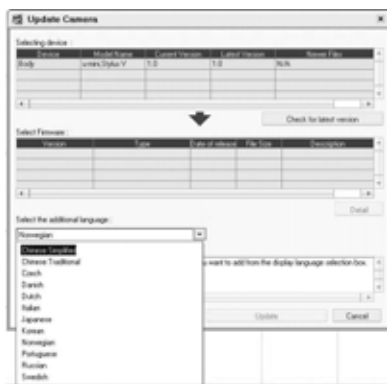 Update Camera
Selecting device :
Device Model Name Current Version Latest Version Newer Files
Body µ-mini,Stylus V 1.0 1.0 N/A
Check for latest version
Select Firmware :
Version Type Date of release File Size Description
Detail
Select the additional language :
Norwegian
Chinese Simplified
Chinese Traditional
Czech
Danish
Dutch
Italian
Japanese
Korean
Norwegian
Portuguese
Russian
Swedish
u want to add from the display language selection box.
Update Cancel